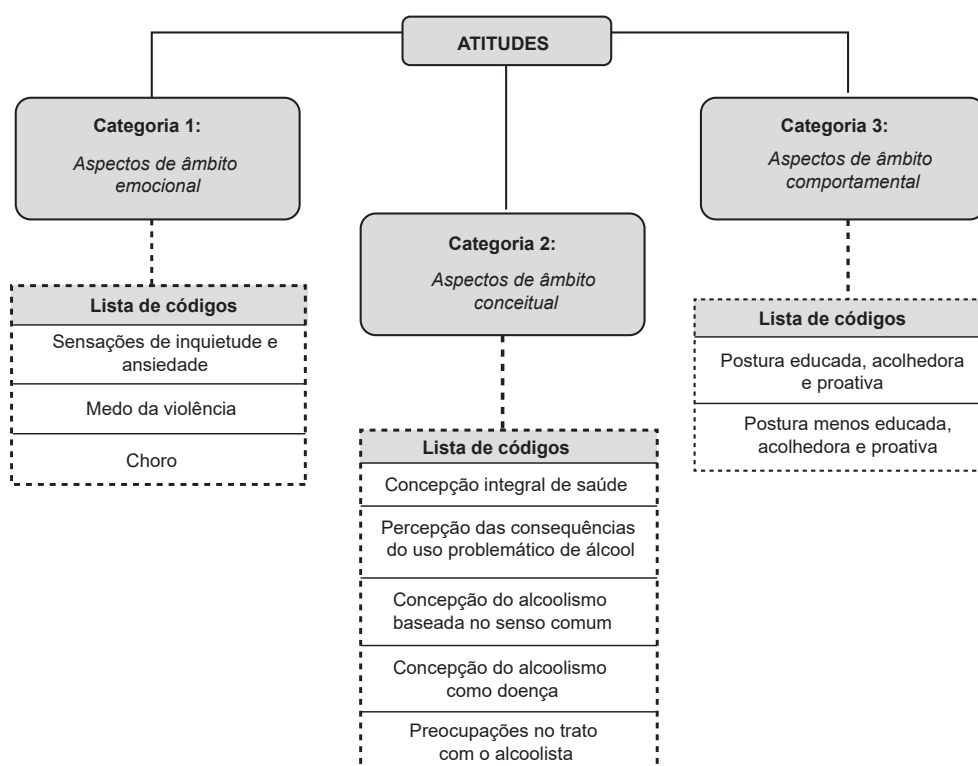 ATITUDES
Categoria 1:
Aspectos de âmbito
emocional
Lista de códigos
Sensações de inquietude e
ansiedade
Medo da violência
Choro
Categoria 2:
Aspectos de âmbito
conceitual
Lista de códigos
Concepção integral de saúde
Percepção das consequências
do uso problemático de álcool
Concepção do alcoolismo
baseada no senso comum
Concepção do alcoolismo
como doença
Preocupações no trato
com o alcoolista
Categoria 3:
Aspectos de âmbito
comportamental
Lista de códigos
Postura educada, acolhedora
e proativa
Postura menos educada,
acolhedora e proativa